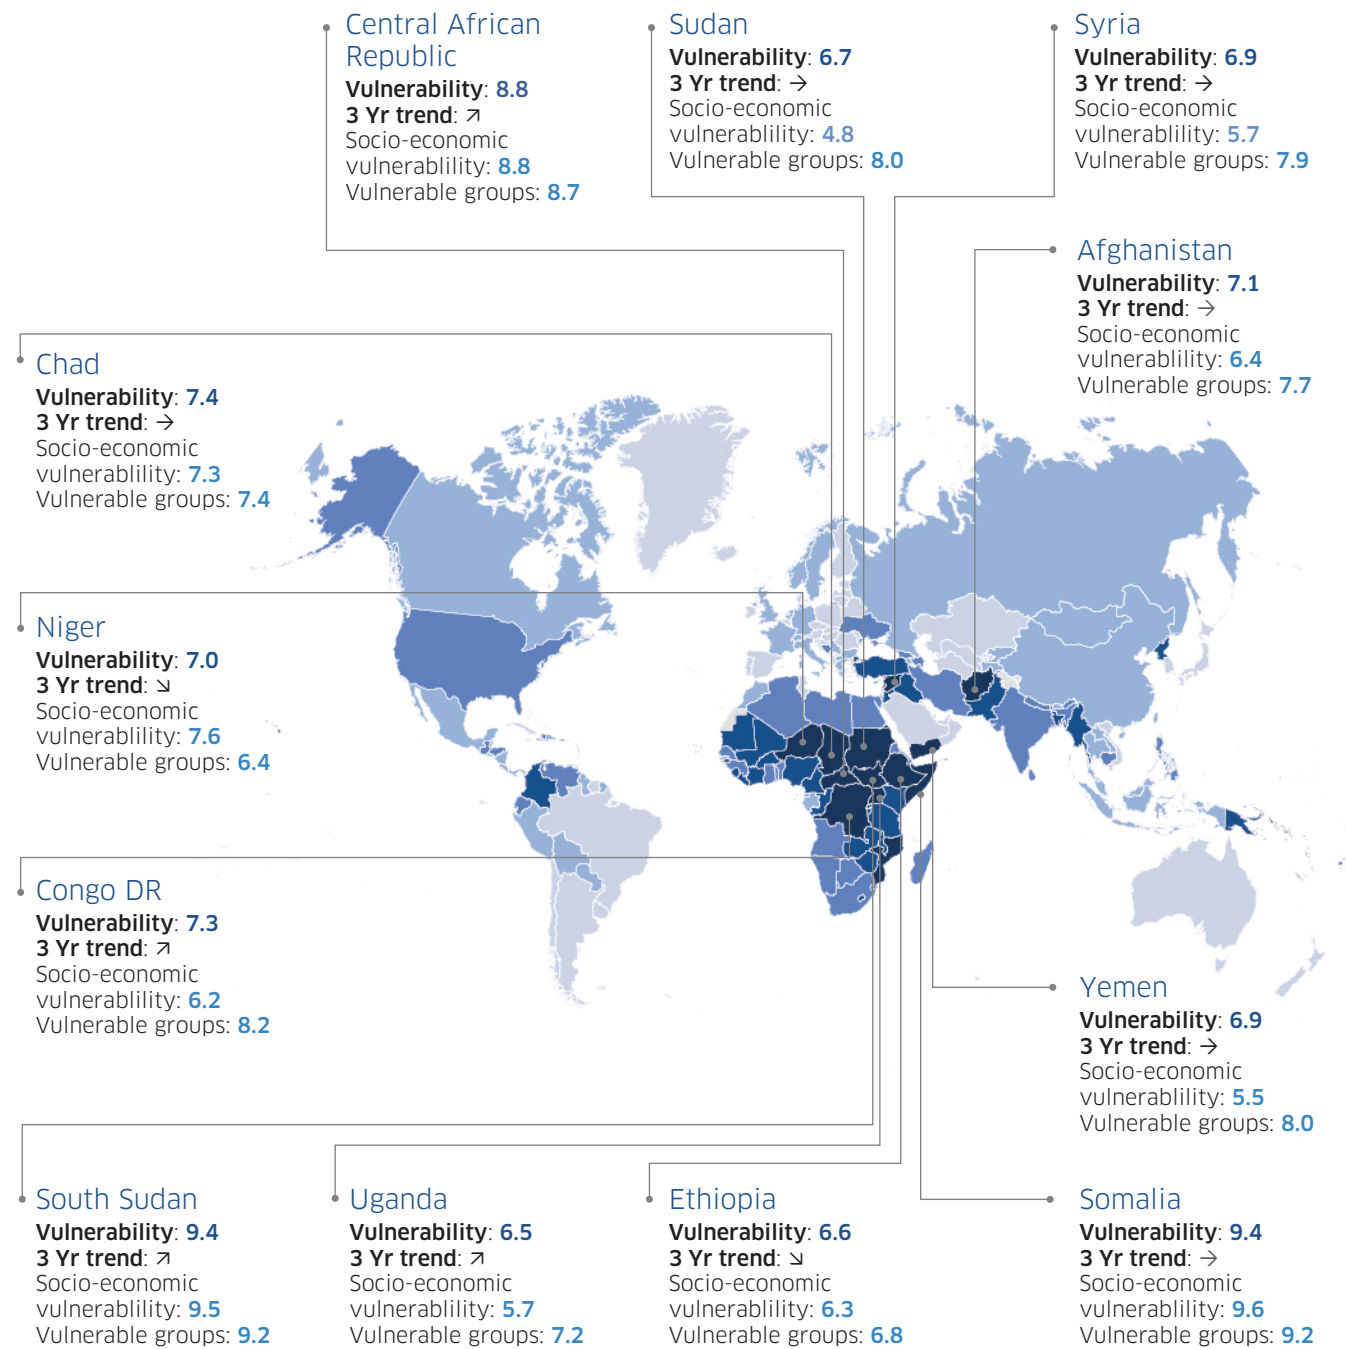 Central African
Republic
Vulnerability: 8.8
3 Yr trend: ↗
Socio-economic
vulnerablility: 8.8
Vulnerable groups: 8.7
Sudan
Vulnerability: 6.7
3 Yr trend: →
Socio-economic
vulnerablility: 4.8
Vulnerable groups: 8.0
Syria
Vulnerability: 6.9
3 Yr trend: →
Socio-economic
vulnerablility: 5.7
Vulnerable groups: 7.9
Afghanistan
Vulnerability: 7.1
3 Yr trend: →
Socio-economic
vulnerablility: 6.4
Vulnerable groups: 7.7
Chad
Vulnerability: 7.4
3 Yr trend: →
Socio-economic
vulnerablility: 7.3
Vulnerable groups: 7.4
Niger
Vulnerability: 7.0
3 Yr trend: ↘
Socio-economic
vulnerablility: 7.6
Vulnerable groups: 6.4
Congo DR
Vulnerability: 7.3
3 Yr trend: ↗
Socio-economic
vulnerablility: 6.2
Vulnerable groups: 8.2
Yemen
Vulnerability: 6.9
3 Yr trend: →
Socio-economic
vulnerablility: 5.5
Vulnerable groups: 8.0
South Sudan
Vulnerability: 9.4
3 Yr trend: ↗
Socio-economic
vulnerablility: 9.5
Vulnerable groups: 9.2
Uganda
Vulnerability: 6.5
3 Yr trend: ↗
Socio-economic
vulnerablility: 5.7
Vulnerable groups: 7.2
Ethiopia
Vulnerability: 6.6
3 Yr trend: ↘
Socio-economic
vulnerablility: 6.3
Vulnerable groups: 6.8
Somalia
Vulnerability: 9.4
3 Yr trend: →
Socio-economic
vulnerablility: 9.6
Vulnerable groups: 9.2